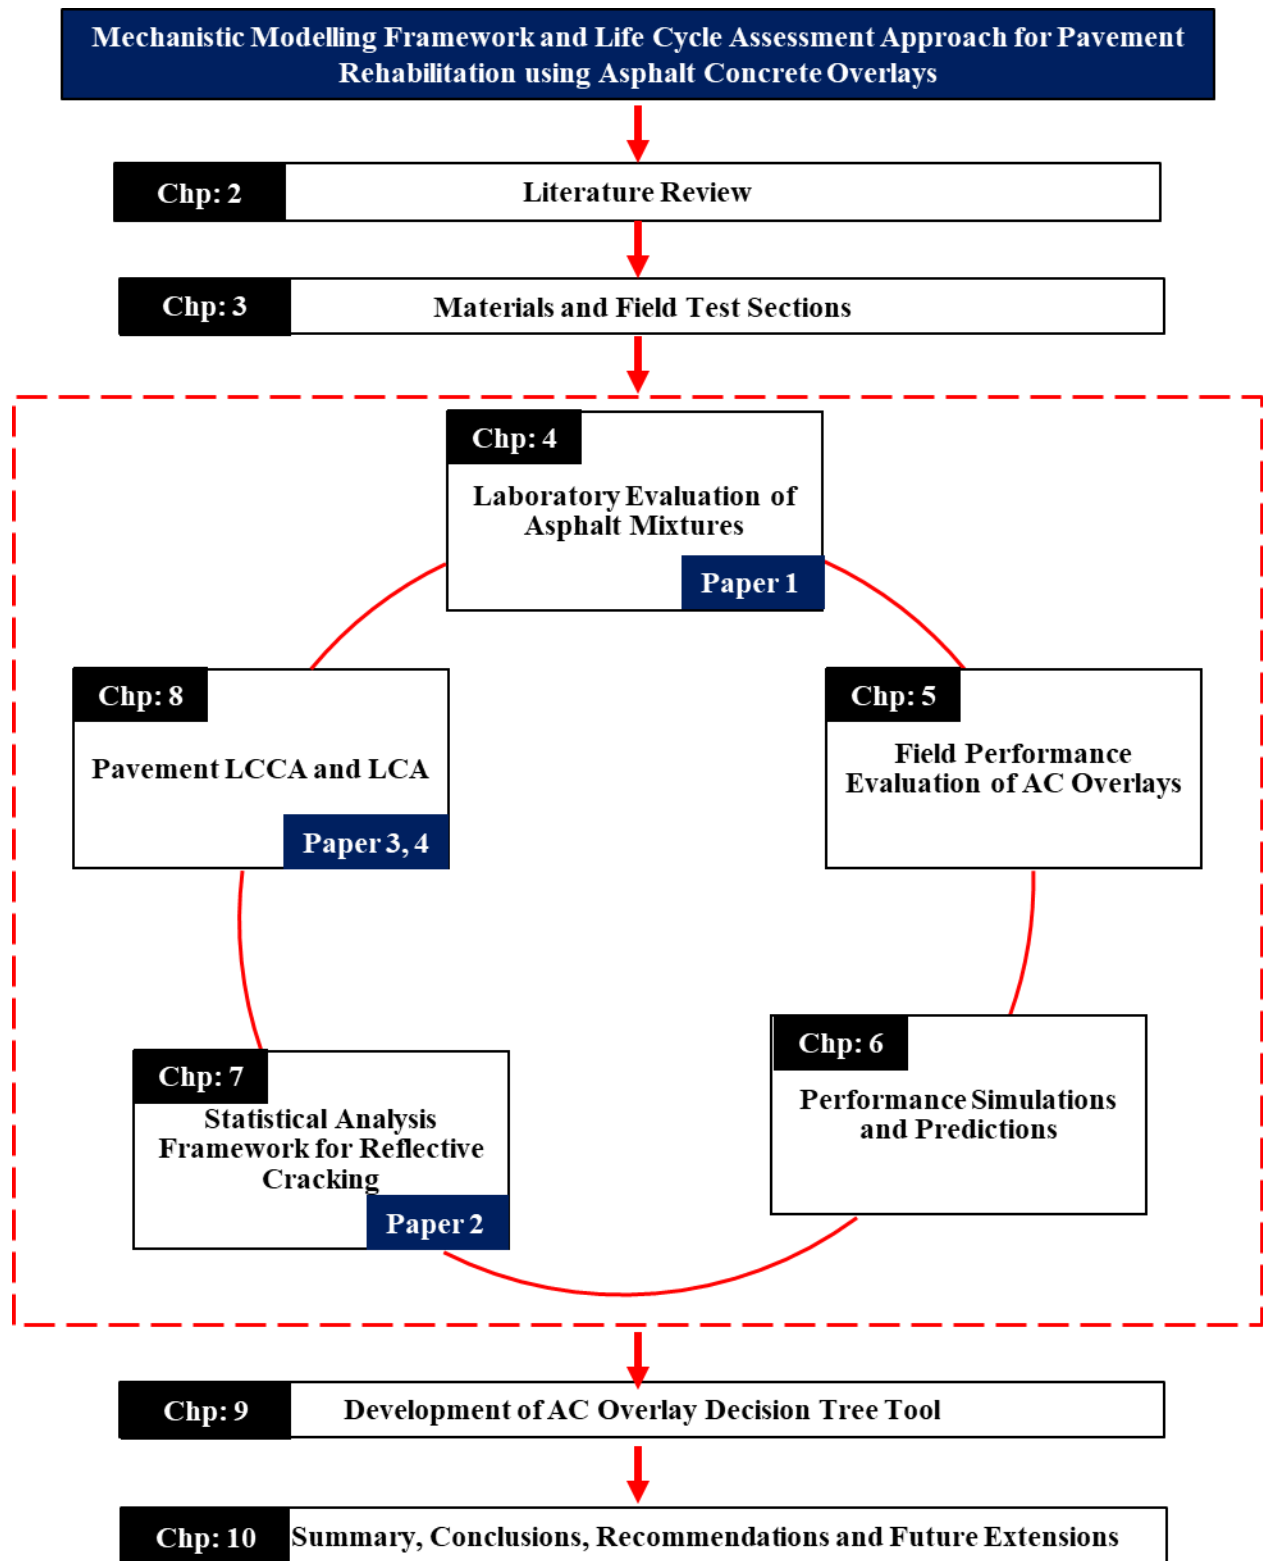 Mechanistic Modelling Framework and Life Cycle Assessment Approach for Pavement
Rehabilitation using Asphalt Concrete Overlays
Chp: 2
Literature Review
Chp: 3
Materials and Field Test Sections
Chp: 4
Laboratory Evaluation of
Asphalt Mixtures
Paper 1
Chp: 8
Pavement LCCA and LCA
Paper 3, 4
Chp: 5
Field Performance
Evaluation of AC Overlays
Chp: 6
Performance Simulations
and Predictions
Chp: 7
Statistical Analysis
Framework for Reflective
Cracking
Paper 2
Chp: 9
Development of AC Overlay Decision Tree Tool
Chp: 10
Summary, Conclusions, Recommendations and Future Extensions